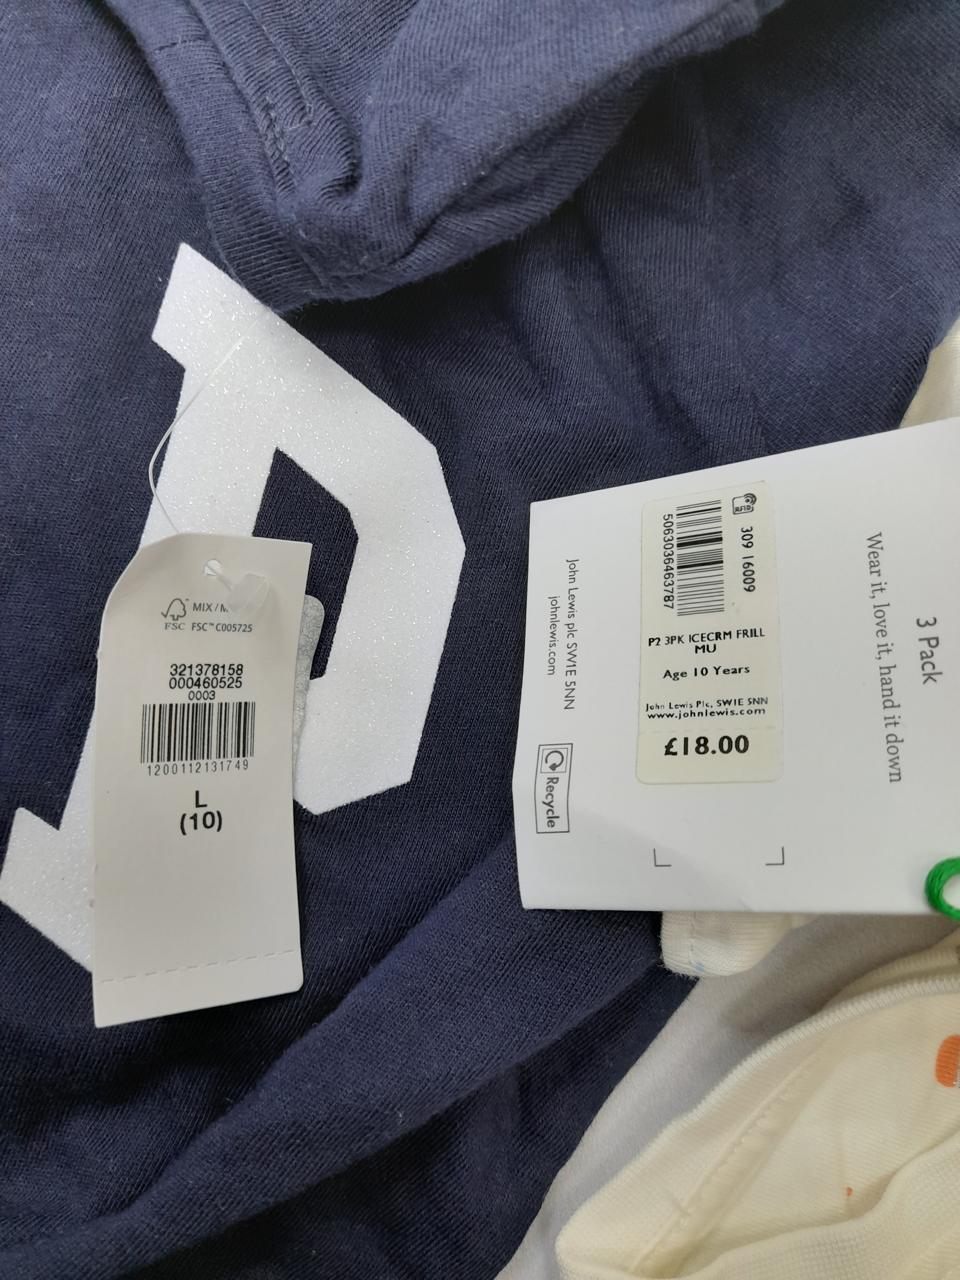 MIX / M
FSC
FSC™ C005725
321378158
000460525
0003
1200112131749
L
(10)
John Lewis plc SW1E 5NN
johnlewis.com
Recycle
RFID
309 16009
5063036463787
P2 3PK ICECRM FRILL
MU
Age 10 Years
John Lewis Plc, SW1E 5NN
www.johnlewis.com
£18.00
3 Pack
Wear it, love it, hand it down